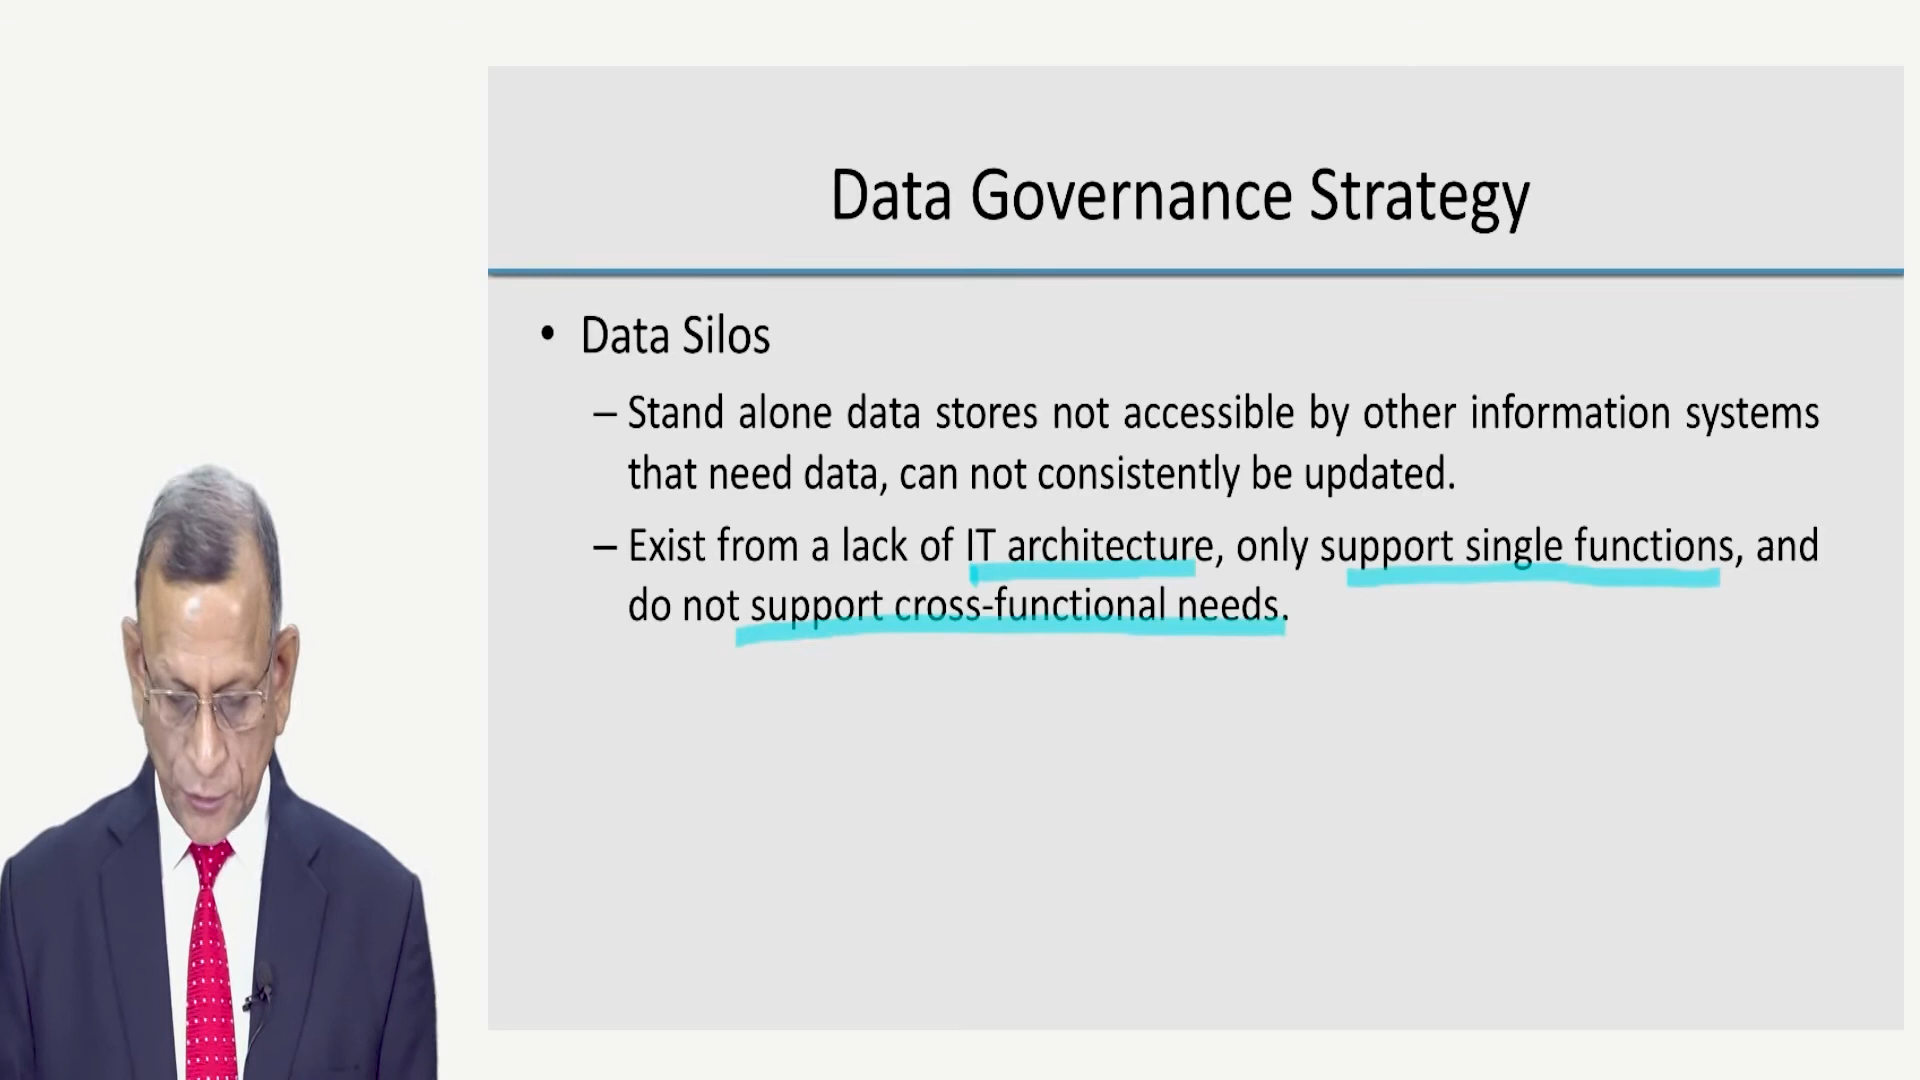 Data Governance Strategy
• Data Silos
– Stand alone data stores not accessible by other information systems
that need data, can not consistently be updated.
– Exist from a lack of IT architecture, only support single functions, and
do not support cross-functional needs.